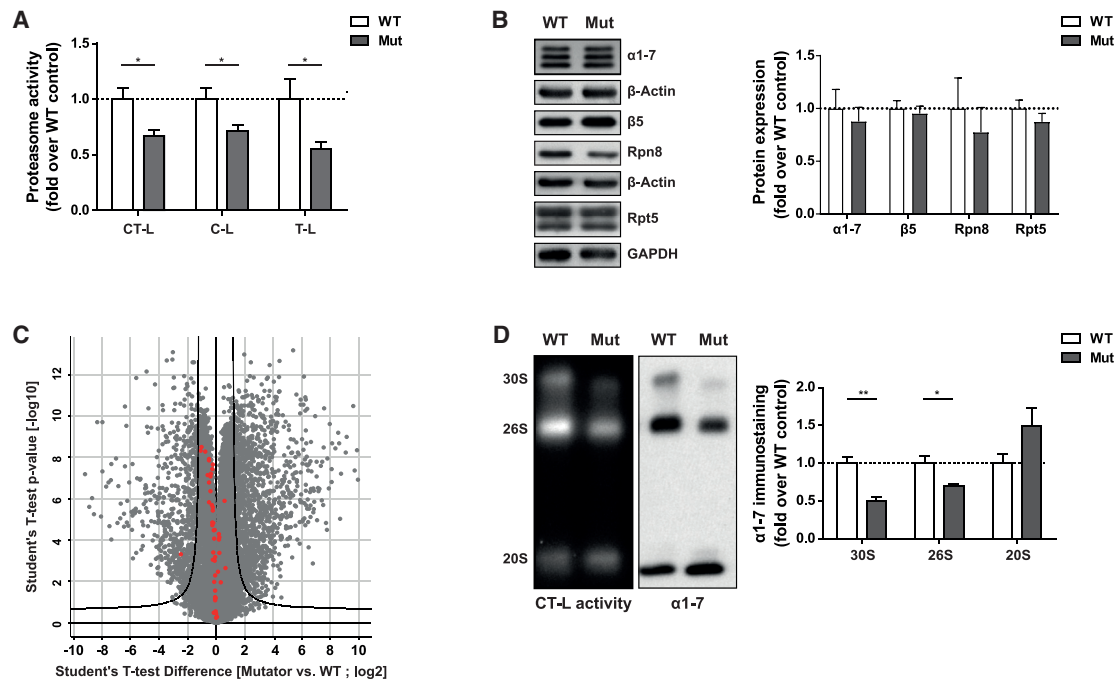 A
WT
Mut
Proteasome activity
(fold over WT control)
1.5
1.0
0.5
0.0
*
*
*
CT-L
C-L
T-L
B
WT Mut
α1-7
β-Actin
β5
Rpn8
β-Actin
Rpt5
GAPDH
WT
Mut
Protein expression
(fold over WT control)
1.5
1.0
0.5
0.0
α1-7
β5
Rpn8
Rpt5
C
Student's T-test p-value [-log10]
12
10
8
6
4
2
0
-10 -8 -6 -4 -2 0 2 4 6 8 10
Student's T-test Difference [Mutator vs. WT ; log2]
D
WT Mut WT Mut
30S
26S
20S
CT-L activity
α1-7
WT
Mut
α1-7 immunostaining
(fold over WT control)
2.0
1.5
1.0
0.5
0.0
**
*
30S
26S
20S